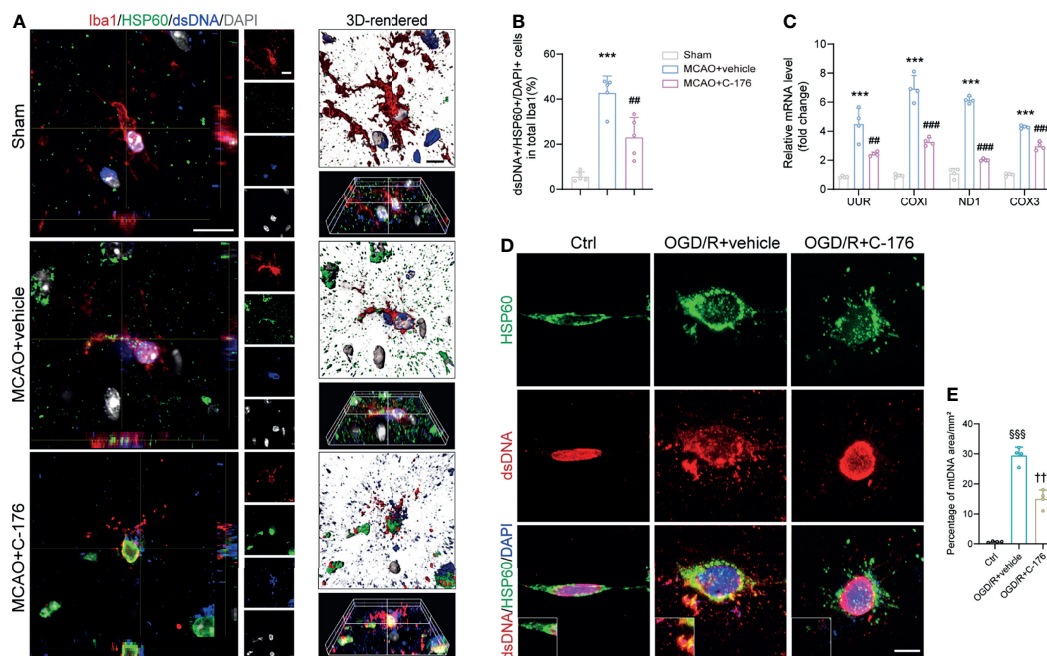 A
Iba1/HSP60/dsDNA/DAPI
3D-rendered
Sham
MCAO+vehicle
MCAO+C-176
B
dsDNA+/HSP60+/DAPI+ cells
in total Iba1(%)
60
40
20
0
***
##
Sham
MCAO+vehicle
MCAO+C-176
C
Relative mRNA level
(fold change)
10
8
6
4
2
0
***
##
***
###
***
###
***
###
UUR
COXI
ND1
COX3
D
Ctrl
OGD/R+vehicle
OGD/R+C-176
HSP60
dsDNA
dsDNA/HSP60/DAPI
E
Percentage of mtDNA area/mm²
40
30
20
10
0
§§§
††
Ctrl
OGD/R+vehicle
OGD/R+C-176